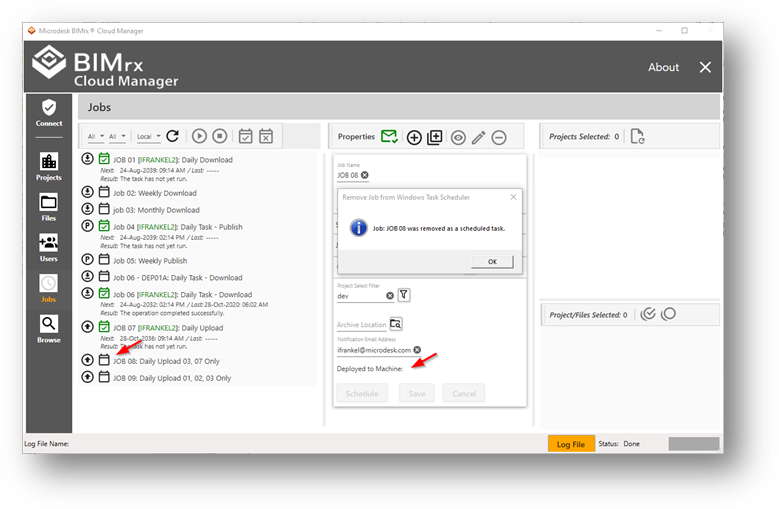 Microdesk BIMrx® Cloud Manager
BIMrx
Cloud Manager
About
Jobs
Connect
Projects
Files
Users
Jobs
Browse
All All Local
JOB 01 [IFRANKEL2]: Daily Download
Next: 24-Aug-2039: 09:14 AM / Last: -----
Result: The task has not yet run.
Job 02: Weekly Download
job 03: Monthly Download
Job 04 [IFRANKEL2]: Daily Task - Publish
Next: 24-Aug-2039: 02:14 PM / Last: -----
Result: The task has not yet run.
Job 05: Weekly Publish
Job 06 - DEP01A: Daily Task - Download
Job 06 [IFRANKEL2]: Daily Task - Download
Next: 24-Aug-2032: 02:14 PM / Last: 28-Oct-2020: 06:02 AM
Result: The operation completed successfully.
JOB 07 [IFRANKEL2]: Daily Upload
Next: 28-Oct-2036: 09:14 AM / Last: -----
Result: The task has not yet run.
JOB 08: Daily Upload 03, 07 Only
JOB 09: Daily Upload 01, 02, 03 Only
Properties
Job Name
JOB 08
Remove Job from Windows Task Scheduler
Job: JOB 08 was removed as a scheduled task.
OK
Project Select Filter
dev
Archive Location
Notification Email Address
ifrankel@microdesk.com
Deployed to Machine:
Schedule Save Cancel
Projects Selected: 0
Project/Files Selected: 0
Log File Name:
Log File
Status: Done